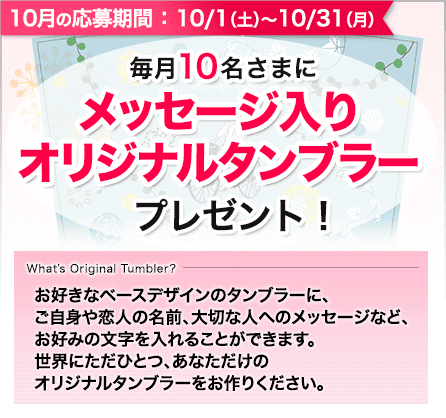 10月の応募期間：10/1(土)～10/31(月)
毎月10名さまに
メッセージ入り
オリジナルタンブラー
プレゼント！
What's Original Tumbler?
お好きなベースデザインのタンブラーに、
ご自身や恋人の名前、大切な人へのメッセージなど、
お好みの文字を入れることができます。
世界にただひとつ、あなただけの
オリジナルタンブラーをお作りください。